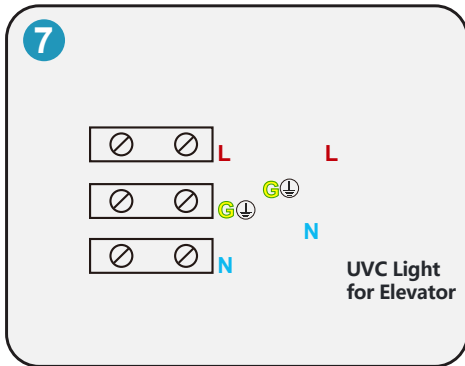 7
L L
G⏚ G⏚
N N
UVC Light
for Elevator